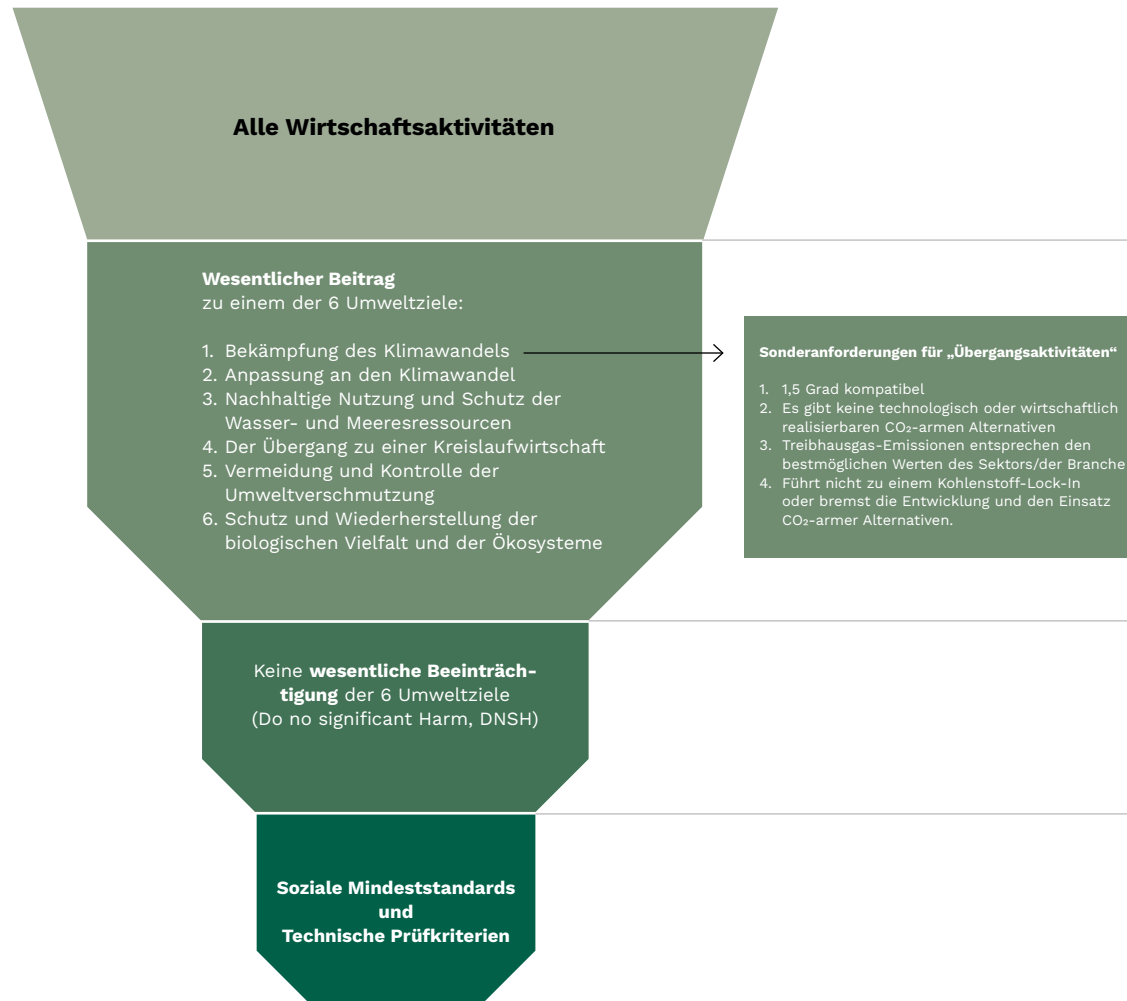 Alle Wirtschaftsaktivitäten
Wesentlicher Beitrag
zu einem der 6 Umweltziele:
1. Bekämpfung des Klimawandels
2. Anpassung an den Klimawandel
3. Nachhaltige Nutzung und Schutz der
Wasser- und Meeresressourcen
4. Der Übergang zu einer Kreislaufwirtschaft
5. Vermeidung und Kontrolle der
Umweltverschmutzung
6. Schutz und Wiederherstellung der
biologischen Vielfalt und der Ökosysteme
Sonderanforderungen für „Übergangsaktivitäten“
1. 1,5 Grad kompatibel
2. Es gibt keine technologisch oder wirtschaftlich
realisierbaren CO₂-armen Alternativen
3. Treibhausgas-Emissionen entsprechen den
bestmöglichen Werten des Sektors/der Branche
4. Führt nicht zu einem Kohlenstoff-Lock-In
oder bremst die Entwicklung und den Einsatz
CO₂-armer Alternativen.
Keine wesentliche Beeinträch-
tigung der 6 Umweltziele
(Do no significant Harm, DNSH)
Soziale Mindeststandards
und
Technische Prüfkriterien